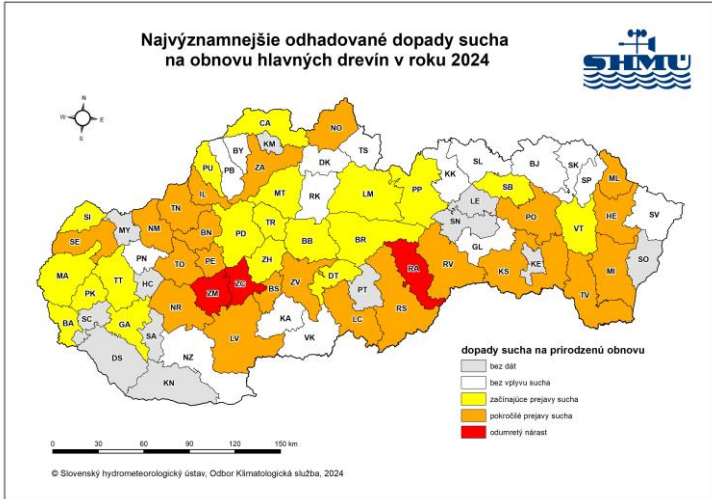 Najvýznamnejšie odhadované dopady sucha
na obnovu hlavných drevín v roku 2024
SHMÚ
N
W
E
S
CA
NO
KM
BY
TS
PU
PB
ZA
DK
SL
BJ
SK
KK
SP
ML
IL
MT
RK
LM
PP
SB
LE
SI
TN
TR
PO
HE
SV
SE
MY
NM
BN
PD
SN
VT
BB
BR
GL
PN
TO
PE
ZH
RA
RV
KS
KE
MI
SO
MA
TT
HC
DT
PK
ZM
ZC
BS
ZV
PT
TV
NR
RS
BA
SC
GA
SA
LV
KA
LC
VK
DS
NZ
KN
dopady sucha na prirodzenú obnovu
bez dát
bez vplyvu sucha
začínajúce prejavy sucha
pokročilé prejavy sucha
odumretý nárast
0 30 60 90 120 150 km
© Slovenský hydrometeorologický ústav, Odbor Klimatologická služba, 2024